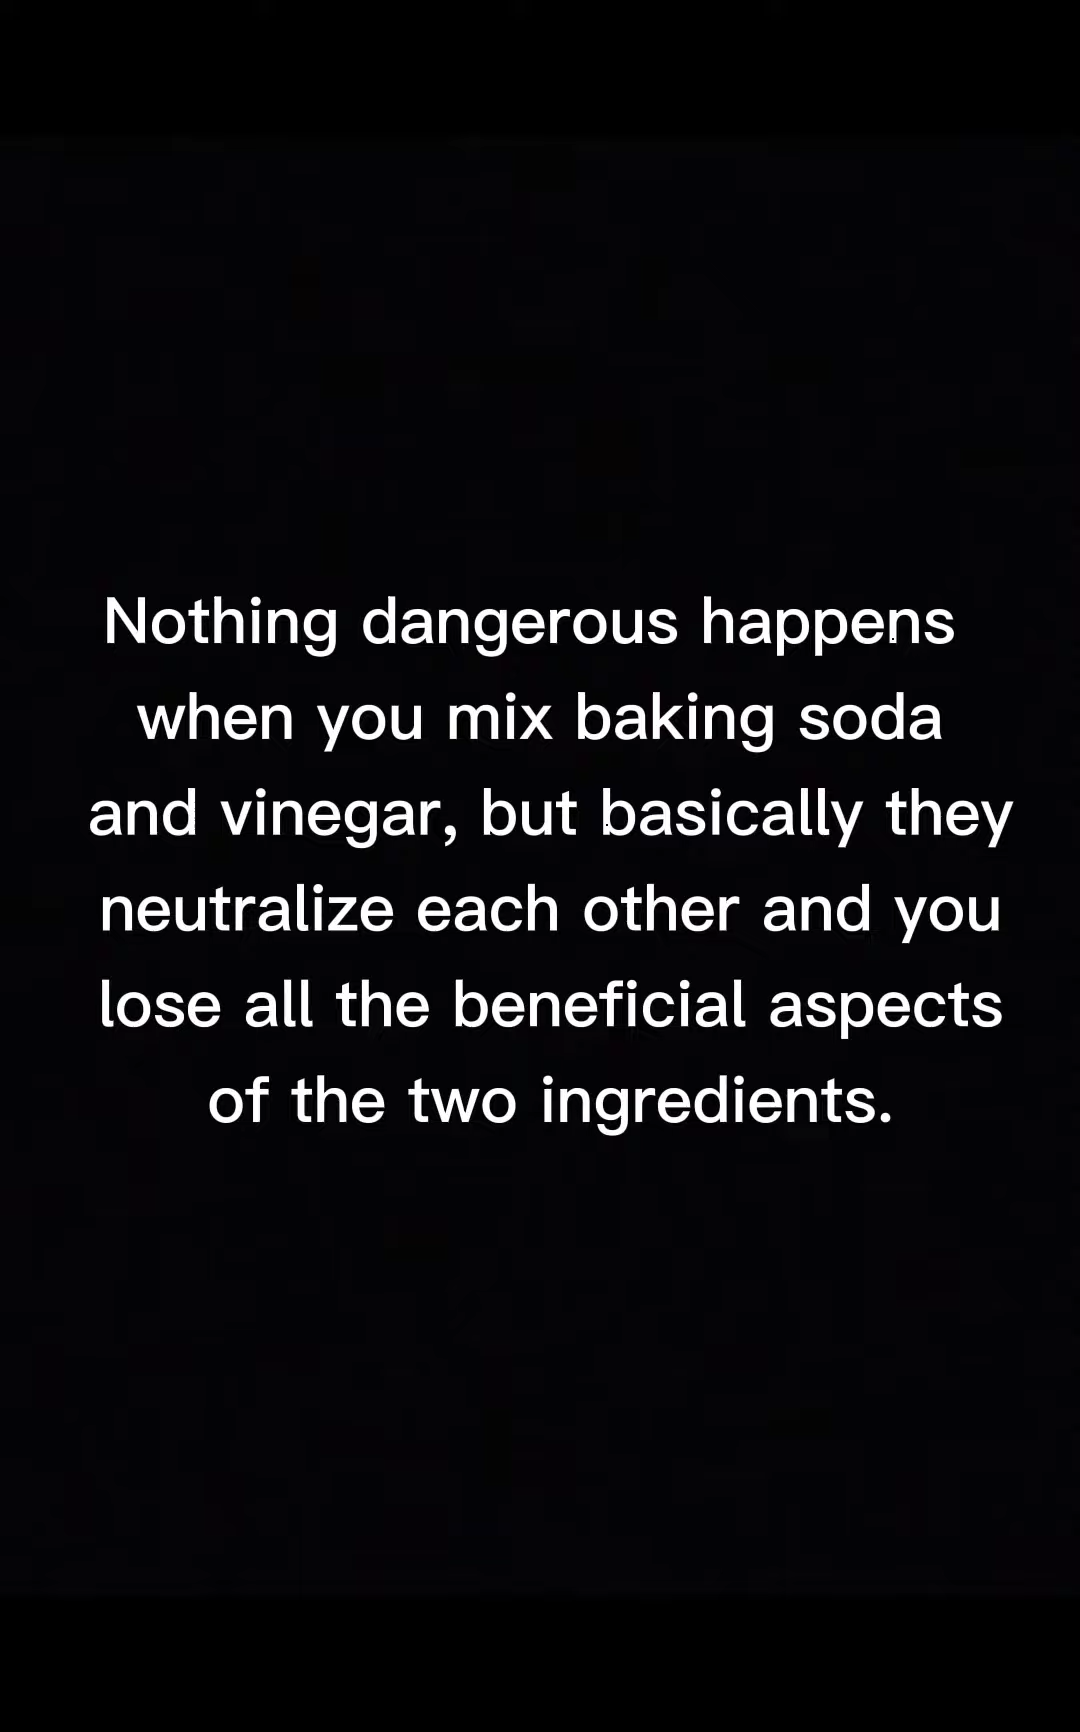 Nothing dangerous happens
when you mix baking soda
and vinegar, but basically they
neutralize each other and you
lose all the beneficial aspects
of the two ingredients.